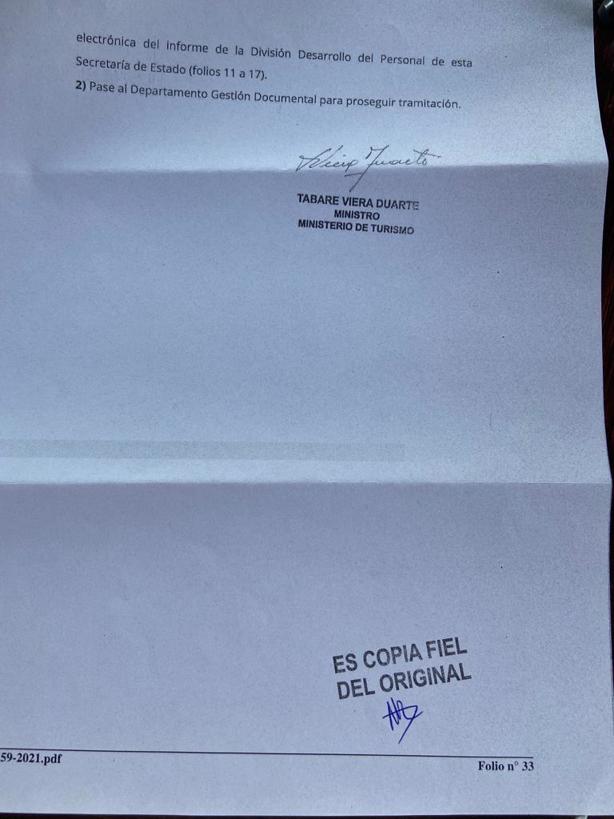 electrónica del informe de la División Desarrollo del Personal de esta
Secretaría de Estado (folios 11 a 17).
2) Pase al Departamento Gestión Documental para proseguir tramitación.
Viera Duarte
TABARE VIERA DUARTE
MINISTRO
MINISTERIO DE TURISMO
ES COPIA FIEL
DEL ORIGINAL
59-2021.pdf
Folio n° 33